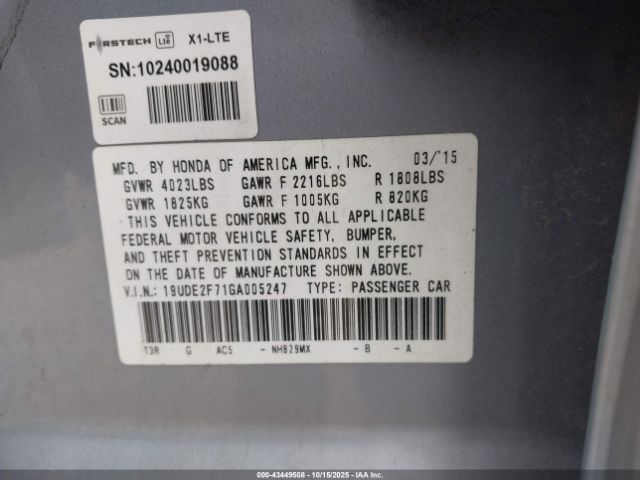 FIRSTECH LTE X1-LTE
SN:10240019088
SCAN
MFD. BY HONDA OF AMERICA MFG., INC. 03/'15
GVWR 4023LBS GAWR F 2216LBS R 1808LBS
GVWR 1825KG GAWR F 1005KG R 820KG
THIS VEHICLE CONFORMS TO ALL APPLICABLE
FEDERAL MOTOR VEHICLE SAFETY, BUMPER,
AND THEFT PREVENTION STANDARDS IN EFFECT
ON THE DATE OF MANUFACTURE SHOWN ABOVE.
V.I.N.: 19UDE2F71GA005247 TYPE: PASSENGER CAR
T3R G AC5 - NH829MX - B - A
000-43449508 | 10/15/2025 | Copyright © IAA, LLC